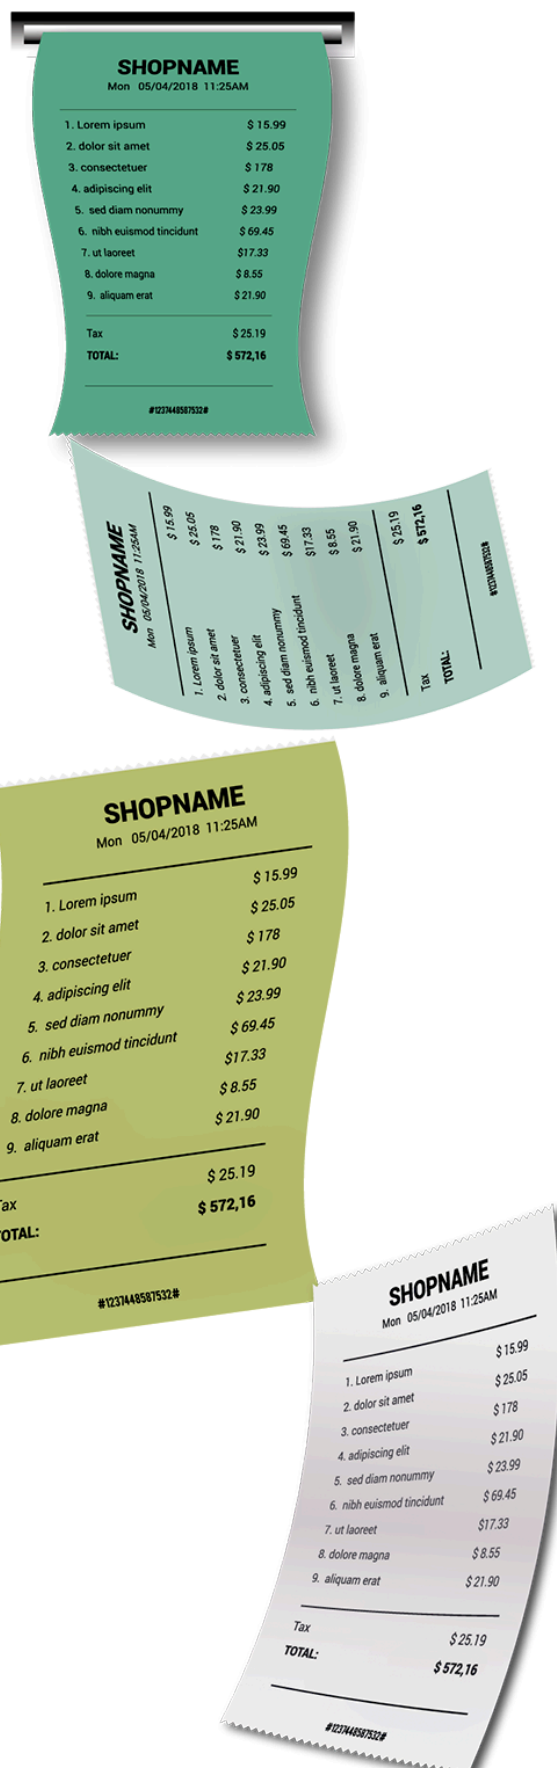 SHOPNAME
Mon 05/04/2018 11:25AM
1. Lorem ipsum $ 15.99
2. dolor sit amet $ 25.05
3. consectetuer $ 178
4. adipiscing elit $ 21.90
5. sed diam nonummy $ 23.99
6. nibh euismod tincidunt $ 69.45
7. ut laoreet $17.33
8. dolore magna $ 8.55
9. aliquam erat $ 21.90
Tax $ 25.19
TOTAL: $ 572,16
#1237448587532#
SHOPNAME
Mon 05/04/2018 11:25AM
1. Lorem ipsum $ 15.99
2. dolor sit amet $ 25.05
3. consectetuer $ 178
4. adipiscing elit $ 21.90
5. sed diam nonummy $ 23.99
6. nibh euismod tincidunt $ 69.45
7. ut laoreet $17.33
8. dolore magna $ 8.55
9. aliquam erat $ 21.90
Tax $ 25.19
TOTAL: $ 572,16
#1237448587532#
SHOPNAME
Mon 05/04/2018 11:25AM
1. Lorem ipsum $ 15.99
2. dolor sit amet $ 25.05
3. consectetuer $ 178
4. adipiscing elit $ 21.90
5. sed diam nonummy $ 23.99
6. nibh euismod tincidunt $ 69.45
7. ut laoreet $17.33
8. dolore magna $ 8.55
9. aliquam erat $ 21.90
ax $ 25.19
OTAL: $ 572,16
#1237448587532#
SHOPNAME
Mon 05/04/2018 11:25AM
1. Lorem ipsum $ 15.99
2. dolor sit amet $ 25.05
3. consectetuer $ 178
4. adipiscing elit $ 21.90
5. sed diam nonummy $ 23.99
6. nibh euismod tincidunt $ 69.45
7. ut laoreet $17.33
8. dolore magna $ 8.55
9. aliquam erat $ 21.90
Tax $ 25.19
TOTAL: $ 572,16
#1237448587532#